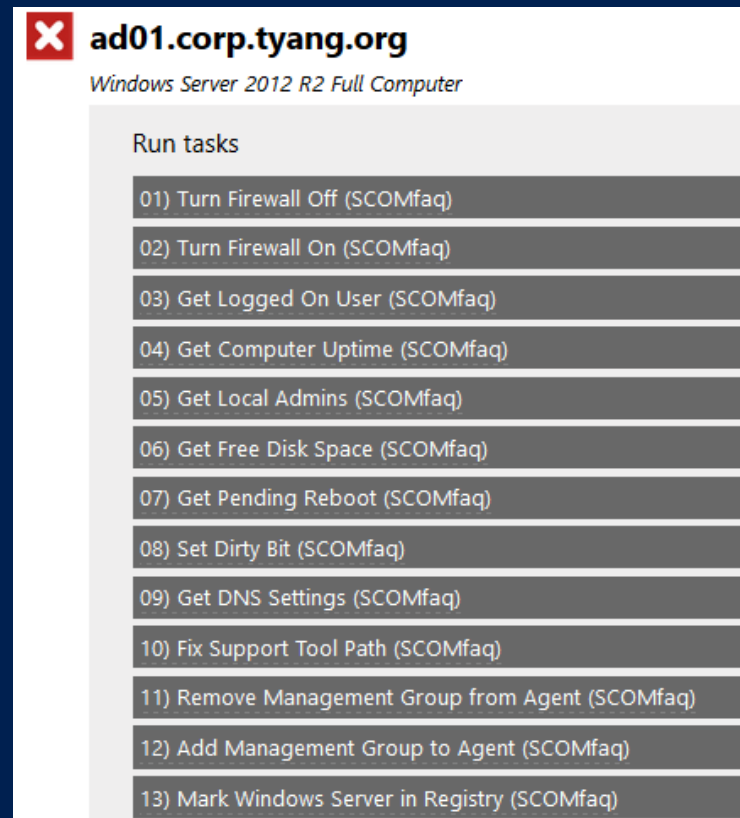 ad01.corp.tyang.org
Windows Server 2012 R2 Full Computer
Run tasks
01) Turn Firewall Off (SCOMfaq)
02) Turn Firewall On (SCOMfaq)
03) Get Logged On User (SCOMfaq)
04) Get Computer Uptime (SCOMfaq)
05) Get Local Admins (SCOMfaq)
06) Get Free Disk Space (SCOMfaq)
07) Get Pending Reboot (SCOMfaq)
08) Set Dirty Bit (SCOMfaq)
09) Get DNS Settings (SCOMfaq)
10) Fix Support Tool Path (SCOMfaq)
11) Remove Management Group from Agent (SCOMfaq)
12) Add Management Group to Agent (SCOMfaq)
13) Mark Windows Server in Registry (SCOMfaq)